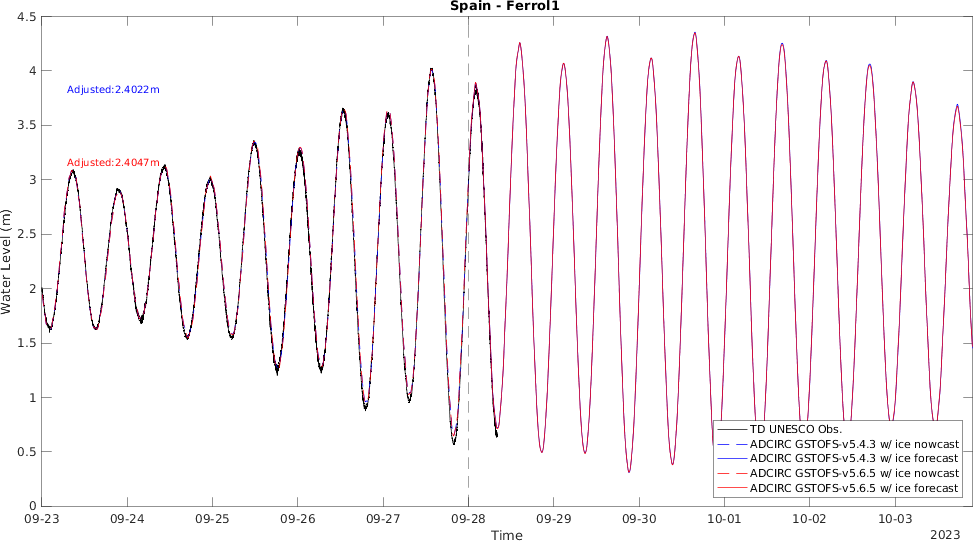 Spain - Ferrol1
4.5
4
3.5
3
2.5
2
1.5
1
0.5
0
Water Level (m)
Adjusted:2.4022m
Adjusted:2.4047m
TD UNESCO Obs.
ADCIRC GSTOFS-v5.4.3 w/ ice nowcast
ADCIRC GSTOFS-v5.4.3 w/ ice forecast
ADCIRC GSTOFS-v5.6.5 w/ ice nowcast
ADCIRC GSTOFS-v5.6.5 w/ ice forecast
09-23 09-24 09-25 09-26 09-27 09-28 09-29 09-30 10-01 10-02 10-03
Time
2023